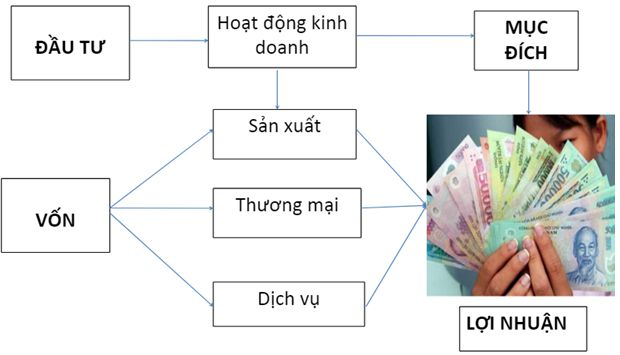 ĐẦU TƯ
Hoạt động kinh
doanh
MỤC
ĐÍCH
Sản xuất
VỐN
Thương mại
Dịch vụ
LỢI NHUẬN